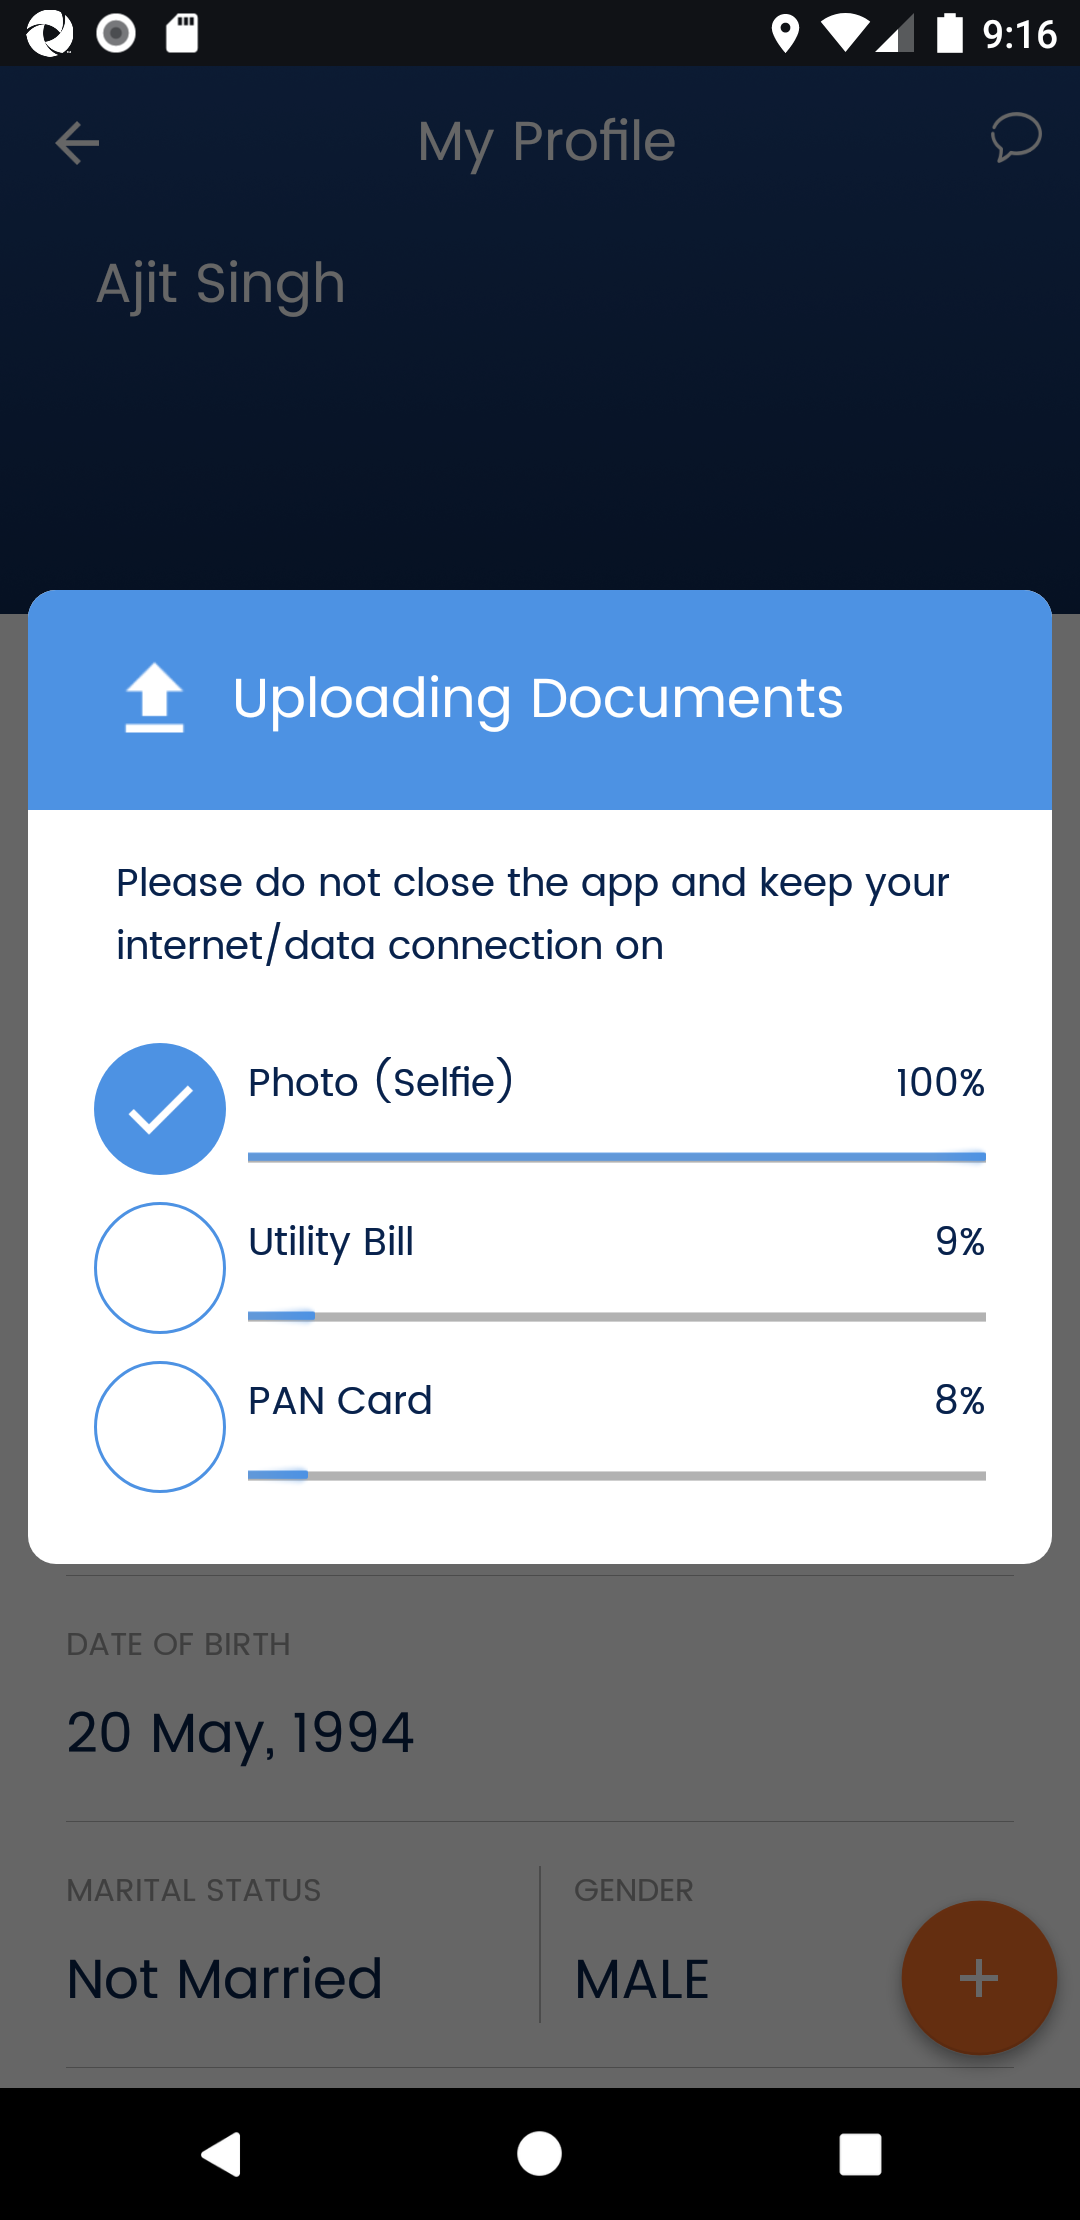 9:16
My Profile
Ajit Singh
Uploading Documents
Please do not close the app and keep your
internet/data connection on
Photo (Selfie) 100%
Utility Bill 9%
PAN Card 8%
DATE OF BIRTH
20 May, 1994
MARITAL STATUS GENDER
Not Married MALE